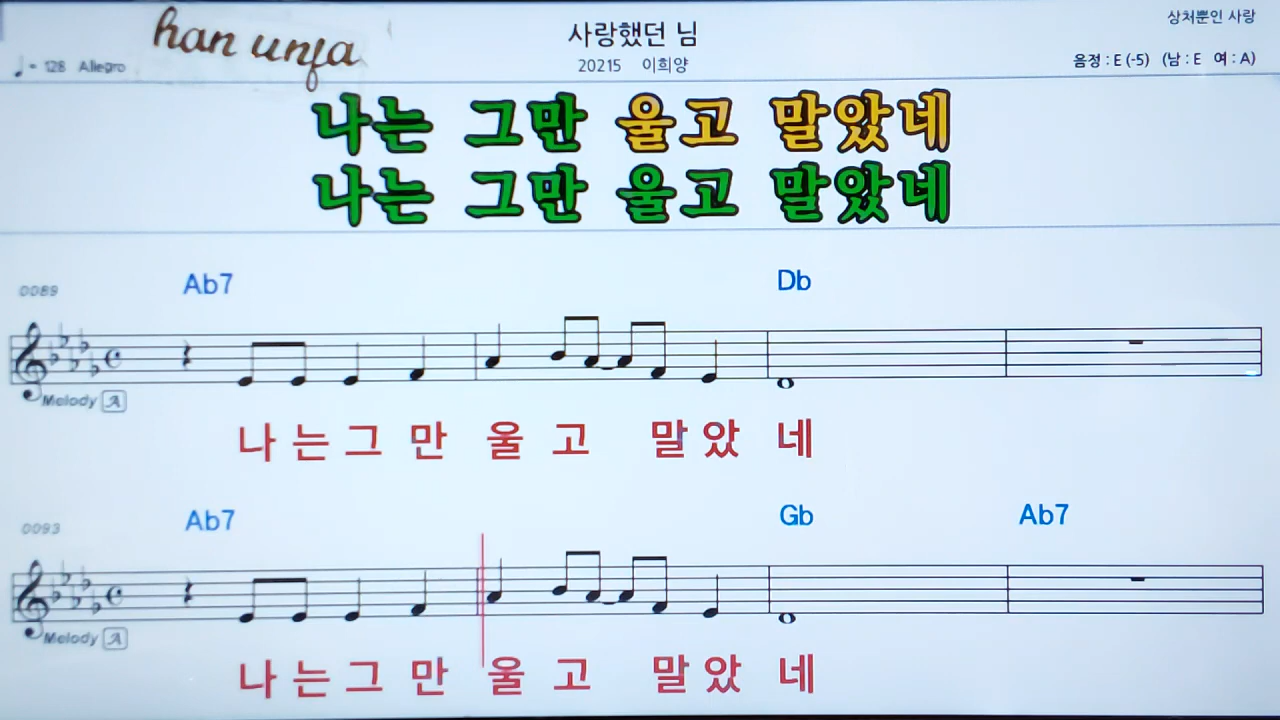 han unfa
사랑했던 님
상처뿐인 사랑
♩= 128 Allegro
20215 이희양
음정 : E (-5) (남 : E 여 : A)
나는 그만 울고 말았네
나는 그만 울고 말았네
0089
Ab7 Db
Melody A
나 는 그 만 울 고 말 았 네
0093
Ab7 Gb Ab7
Melody A
나 는 그 만 울 고 말 았 네